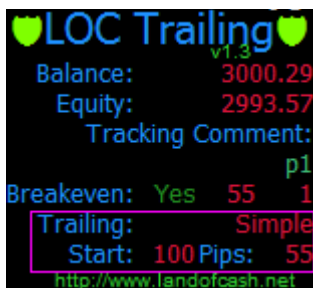 LOC Trailing
v1.3
Balance: 3000.29
Equity: 2993.57
Tracking Comment:
p1
Breakeven: Yes 55 1
Trailing: Simple
Start: 100 Pips: 55
http://www.landofcash.net